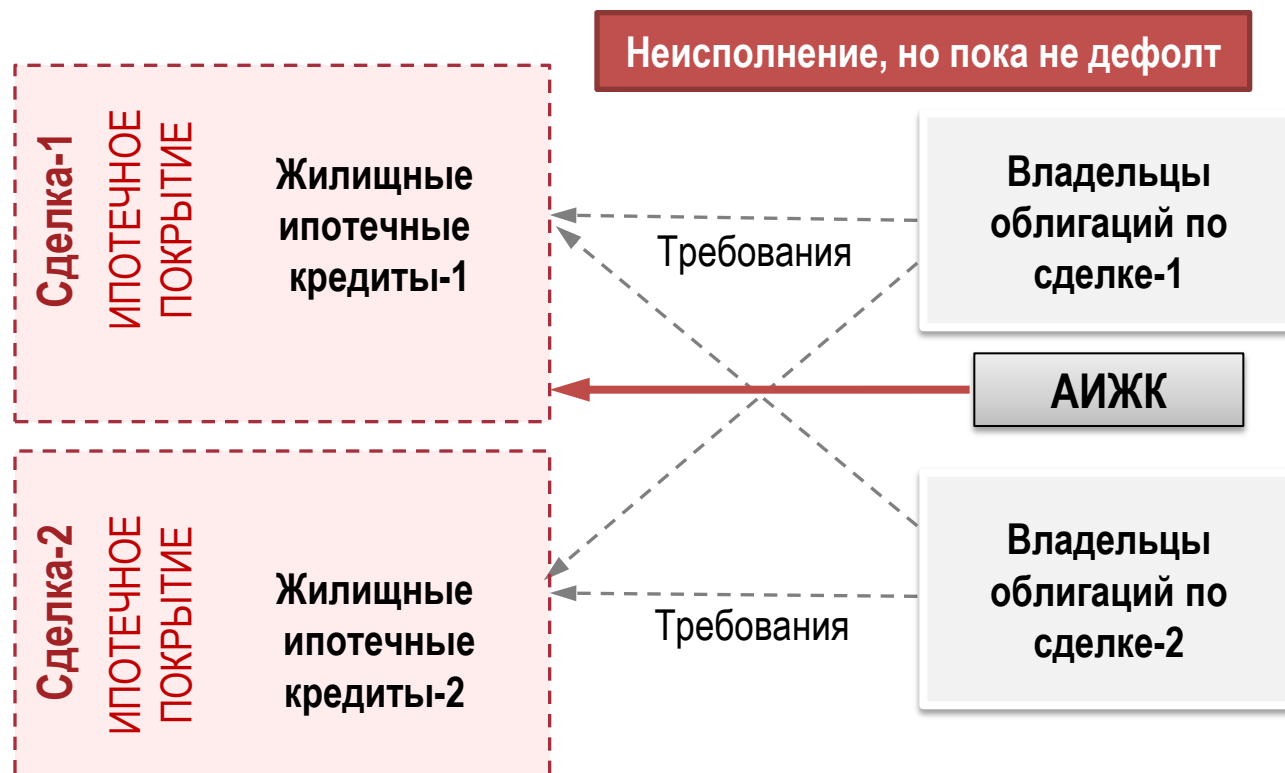 Неисполнение, но пока не дефолт
Сделка-1
ИПОТЕЧНОЕ
ПОКРЫТИЕ
Жилищные
ипотечные
кредиты-1
Требования
Владельцы
облигаций по
сделке-1
АИЖК
Сделка-2
ИПОТЕЧНОЕ
ПОКРЫТИЕ
Жилищные
ипотечные
кредиты-2
Требования
Владельцы
облигаций по
сделке-2